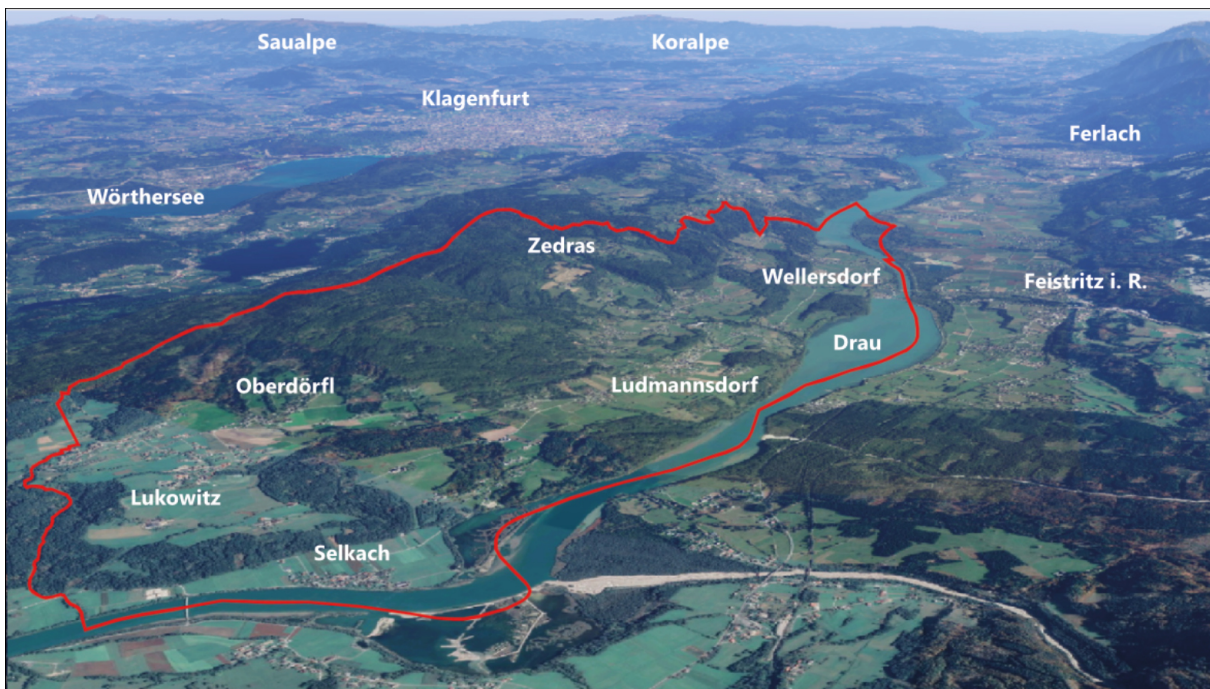 Saualpe
Koralpe
Klagenfurt
Ferlach
Wörthersee
Zedras
Wellersdorf
Feistritz i. R.
Drau
Oberdörfl
Ludmannsdorf
Lukowitz
Selkach